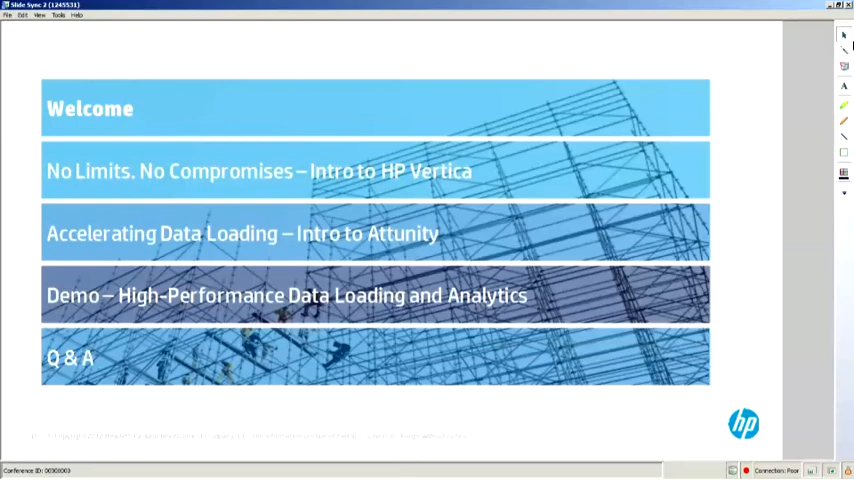 Slide Sync 2 (1245531)
File Edit View Tools Help
Welcome
No Limits. No Compromises – Intro to HP Vertica
Accelerating Data Loading – Intro to Attunity
Demo – High-Performance Data Loading and Analytics
Q & A
hp
Conference ID: 00300000
Connection: Poor